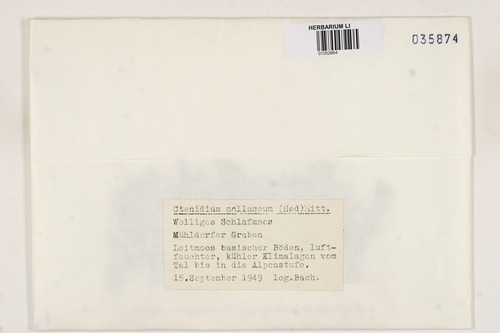 HERBARIUM LI
01052664
035874
Ctenidium molluscum (Hed)Mitt.
Welliges Schlafmoos
Mühldorfer Graben
Leitmoos basischer Böden, luft-
feuchter, kühler Klimalagen vom
Tal bis in die Alpenstufe.
15.September 1949 leg.Bach.